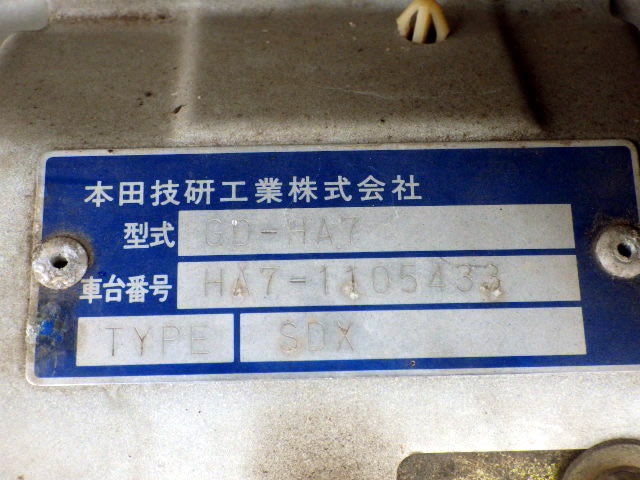 本田技研工業株式会社
型式 GD-HA7
車台番号 HA7-1105433
TYPE SDX